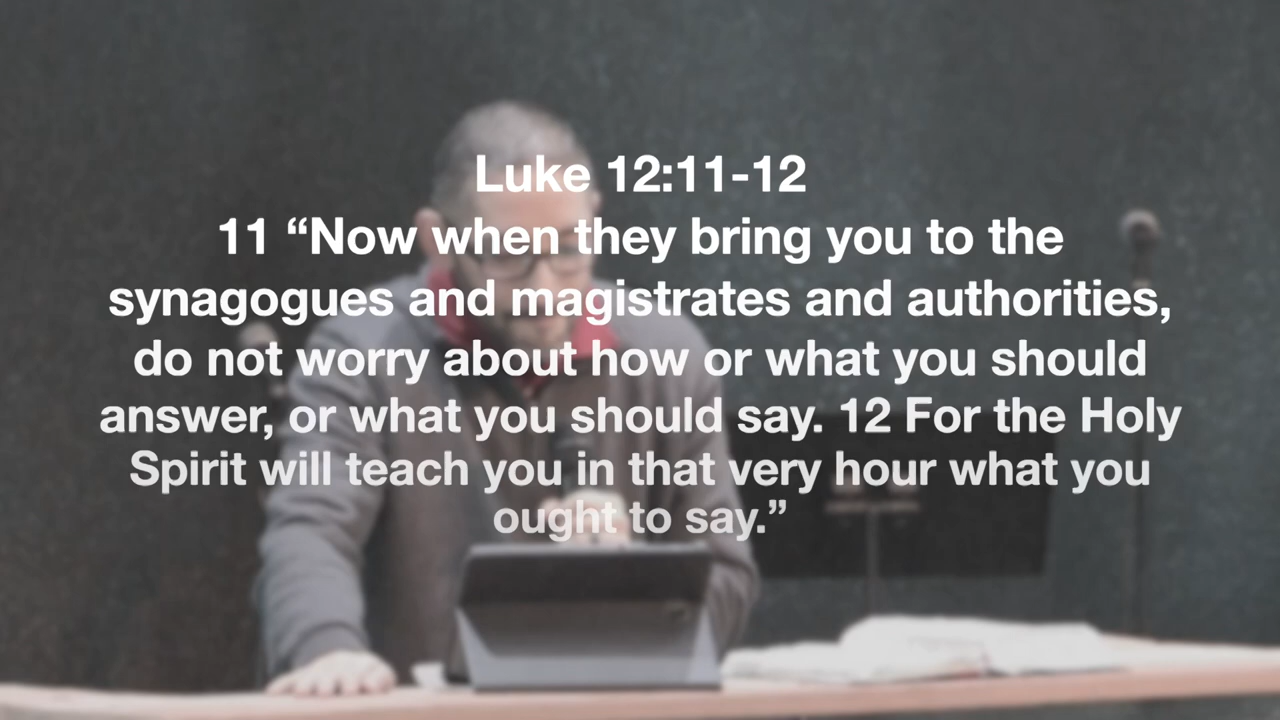 Luke 12:11-12
11 “Now when they bring you to the
synagogues and magistrates and authorities,
do not worry about how or what you should
answer, or what you should say. 12 For the Holy
Spirit will teach you in that very hour what you
ought to say.”